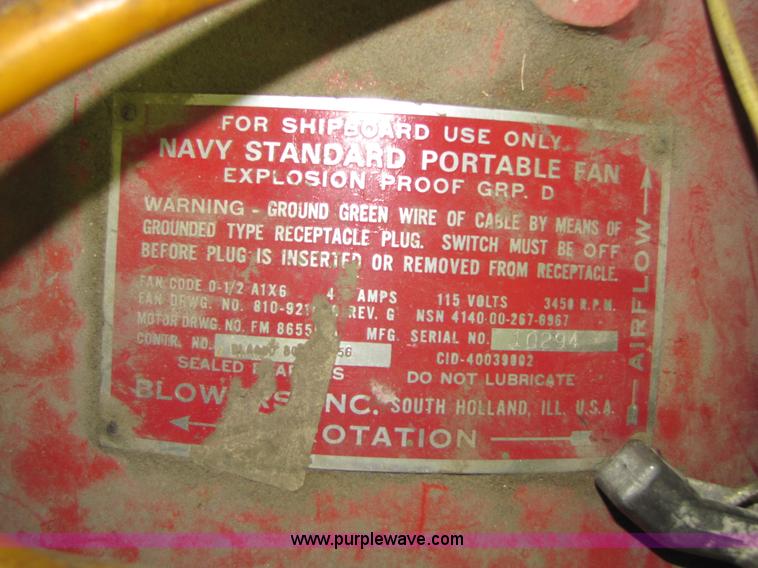 FOR SHIPBOARD USE ONLY
NAVY STANDARD PORTABLE FAN
EXPLOSION PROOF GRP. D
WARNING - GROUND GREEN WIRE OF CABLE BY MEANS OF
GROUNDED TYPE RECEPTACLE PLUG. SWITCH MUST BE OFF
BEFORE PLUG IS INSERTED OR REMOVED FROM RECEPTACLE.
FAN CODE 0-1/2 A1X6 4 AMPS 115 VOLTS 3450 R.P.M.
FAN DRWG. NO. REV. G NSN 4140-00-267-0967
MOTOR DRWG. NO. FM MFG. SERIAL NO. 10294
CONTR. NO. CID-40039002
SEALED DO NOT LUBRICATE
INC. SOUTH HOLLAND, ILL. U.S.A.
ROTATION
AIRFLOW
www.purplewave.com